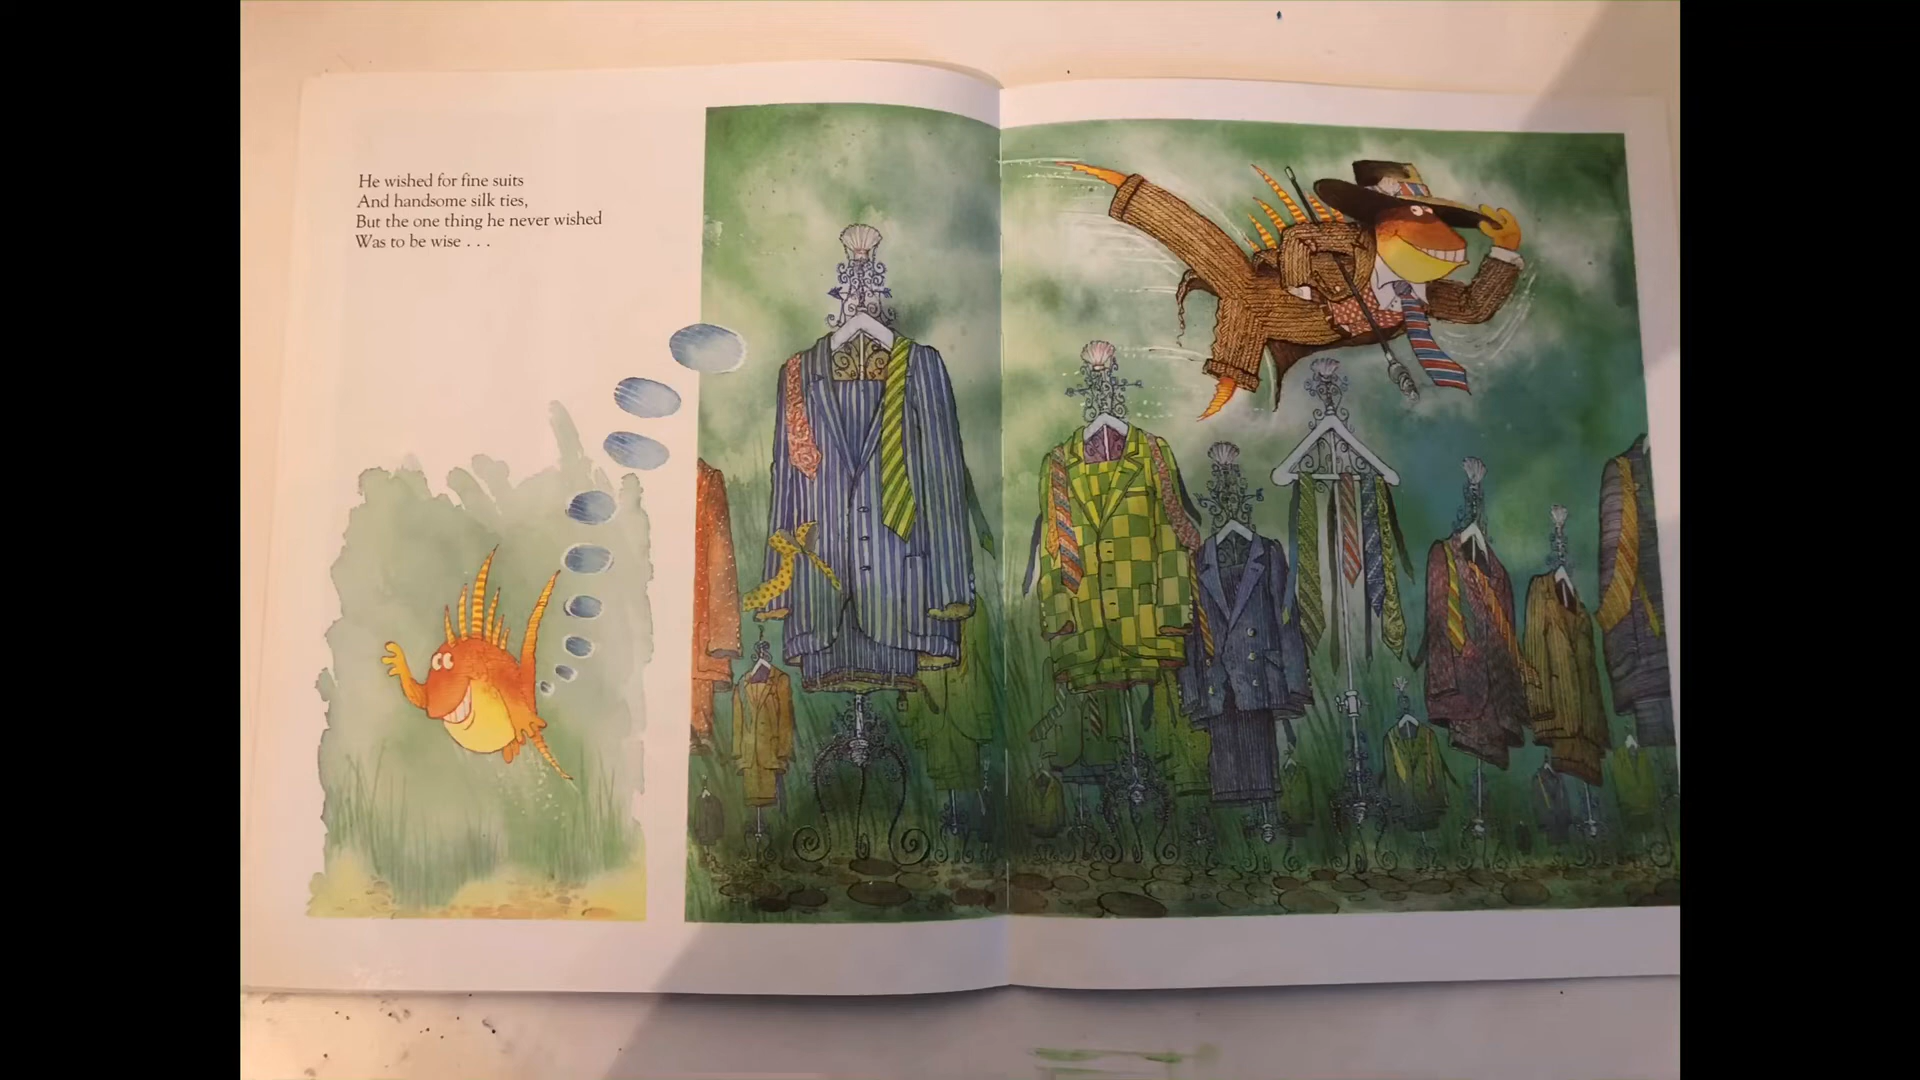 He wished for fine suits
And handsome silk ties,
But the one thing he never wished
Was to be wise . . .